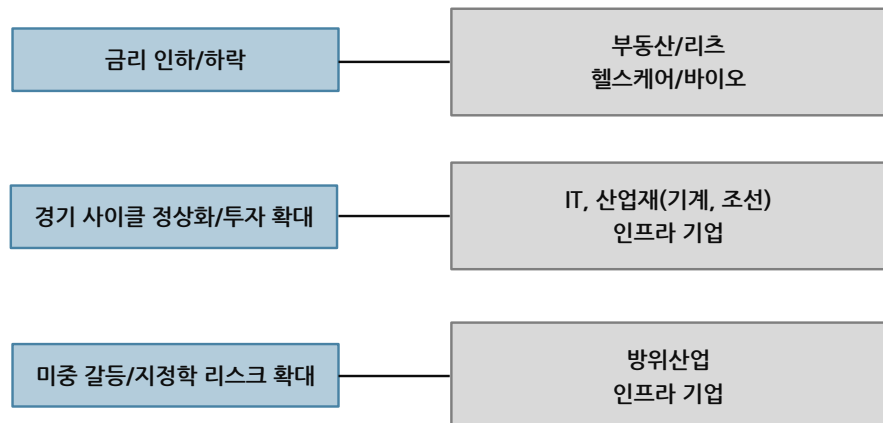 금리 인하/하락
부동산/리츠
헬스케어/바이오
경기 사이클 정상화/투자 확대
IT, 산업재(기계, 조선)
인프라 기업
미중 갈등/지정학 리스크 확대
방위산업
인프라 기업